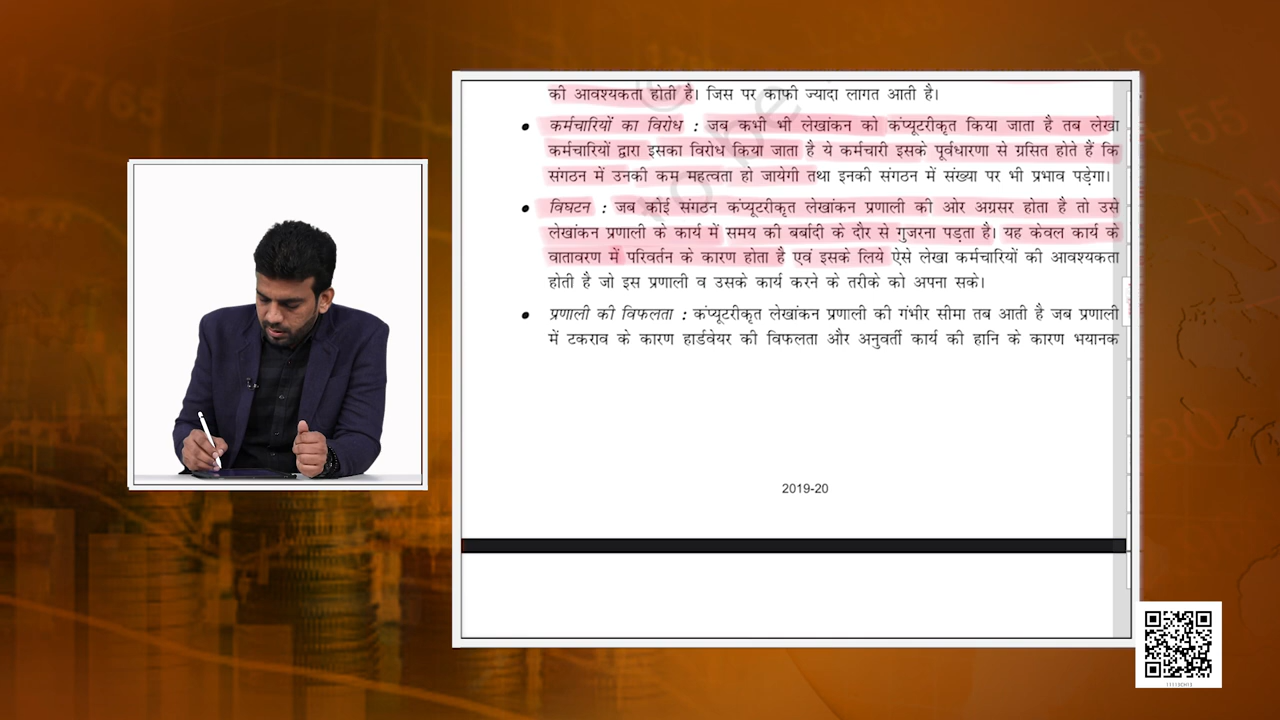 की आवश्यकता होती है। जिस पर काफी ज्यादा लागत आती है।
• कर्मचारियों का विरोध : जब कभी भी लेखांकन को कंप्यूटरीकृत किया जाता है तब लेखा
कर्मचारियों द्वारा इसका विरोध किया जाता है ये कर्मचारी इसके पूर्वधारणा से ग्रसित होते हैं कि
संगठन में उनकी कम महत्वता हो जायेगी तथा इनकी संगठन में संख्या पर भी प्रभाव पड़ेगा।
• विघटन : जब कोई संगठन कंप्यूटरीकृत लेखांकन प्रणाली की ओर अग्रसर होता है तो उसे
लेखांकन प्रणाली के कार्य में समय की बर्बादी के दौर से गुजरना पड़ता है। यह केवल कार्य के
वातावरण में परिवर्तन के कारण होता है एवं इसके लिये ऐसे लेखा कर्मचारियों की आवश्यकता
होती है जो इस प्रणाली व उसके कार्य करने के तरीके को अपना सके।
• प्रणाली की विफलता : कंप्यूटरीकृत लेखांकन प्रणाली की गंभीर सीमा तब आती है जब प्रणाली
में टकराव के कारण हार्डवेयर की विफलता और अनुवर्ती कार्य की हानि के कारण भयानक
2019-20